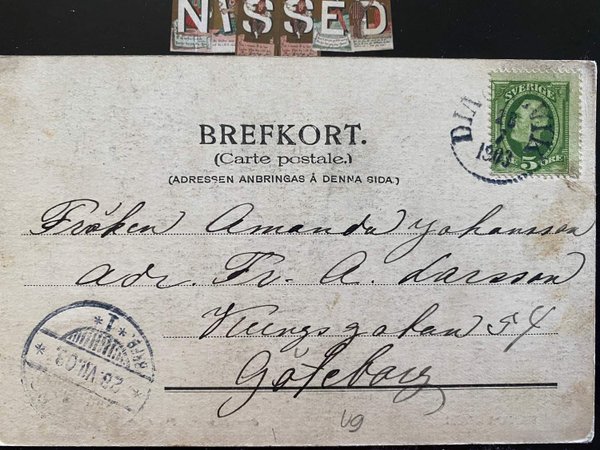 NISSED
SVERIGE
5 ÖRE
1903
BREFKORT.
(Carte postale.)
(ADRESSEN ANBRINGAS Å DENNA SIDA.)
Fröken Amanda Johansson
adr. Fr. A. Larsson
Kungsgatan 54
Göteborg